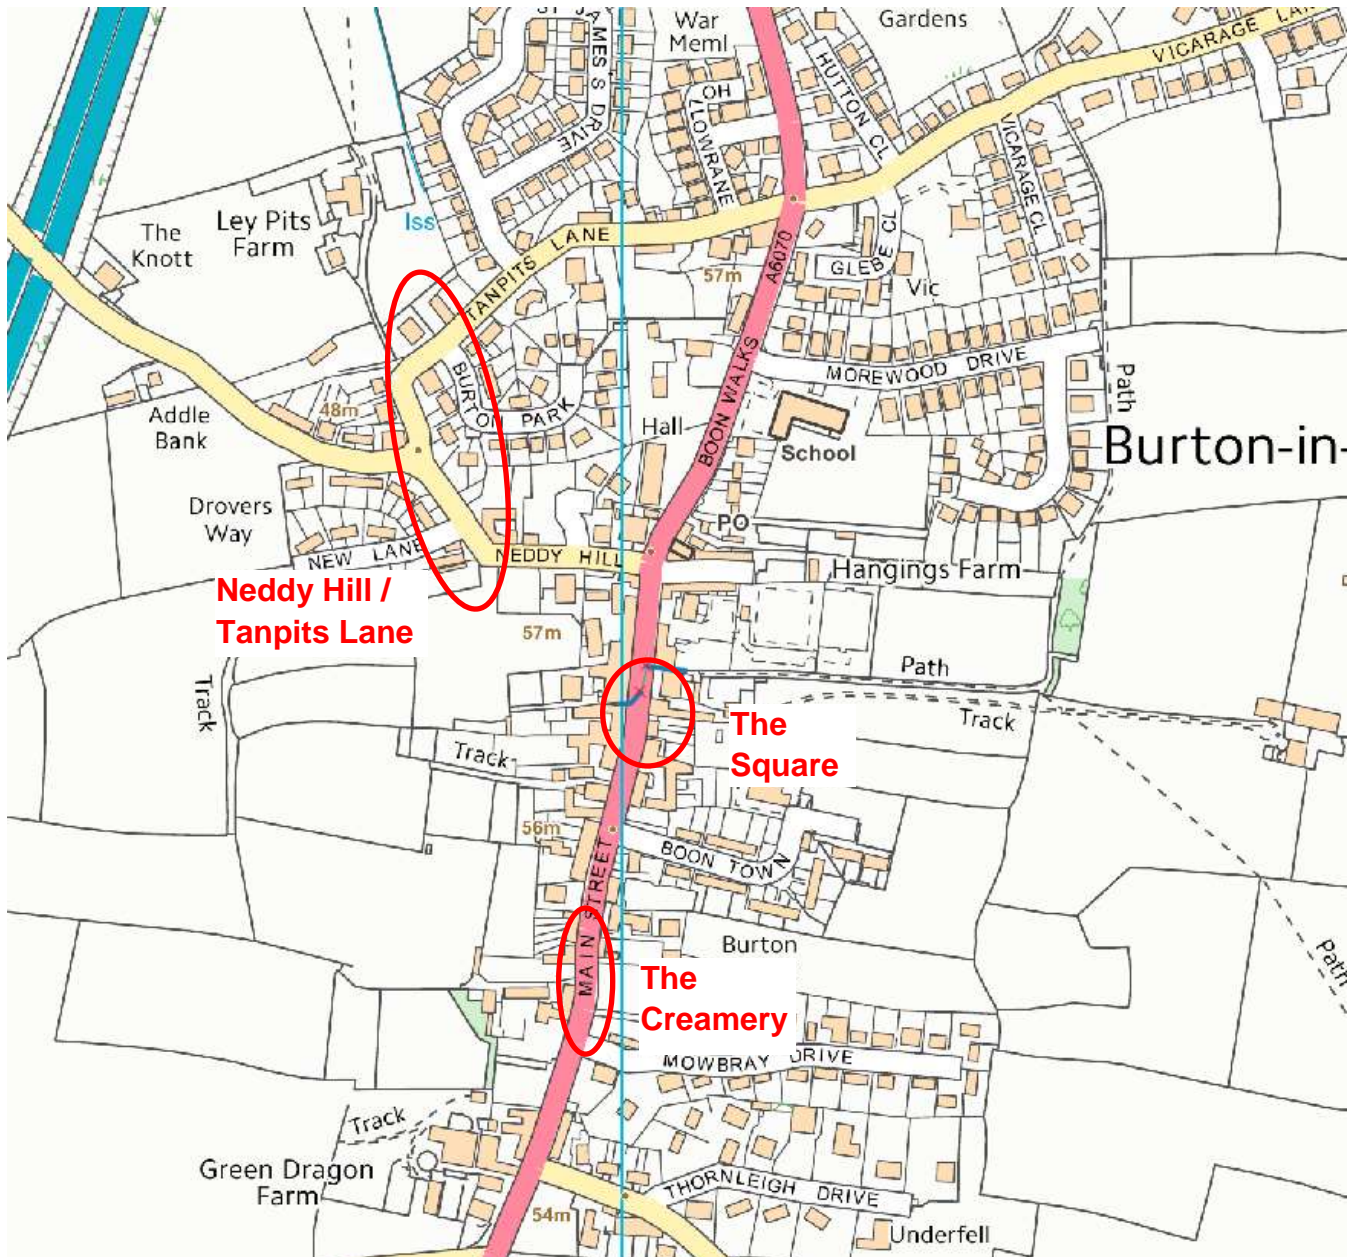 ST JAMES S DRIVE
War
Meml
Gardens
VICARAGE LA
HUTTON CL
HO
LOWRANE
VICARAGE CL
The
Knott
Ley Pits
Farm
Iss
TANPITS LANE
57m
A6070
GLEBE CT
Vic
BOON WALKS
MOREWOOD DRIVE
Path
BURTON PARK
48m
Addle
Bank
Hall
School
Burton-in-
Drovers
Way
PO
NEW LANE
NEDDY HILL
Hangings Farm
Neddy Hill /
Tanpits Lane
57m
Path
Track
Track
The
Square
Track
56m
BOON TOWN
MAIN STREET
Burton
Path
The
Creamery
MOWBRAY DRIVE
Track
Green Dragon
Farm
THORNLEIGH DRIVE
54m
Underfell